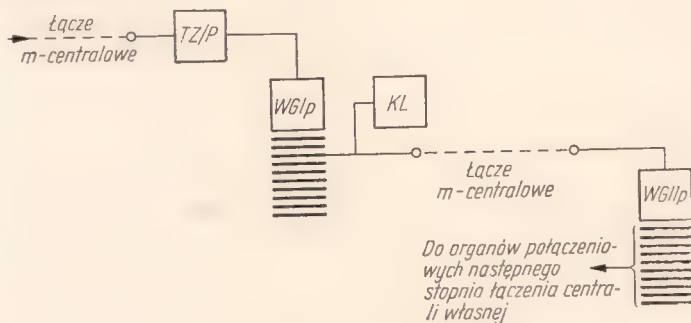 Łącze
m-centralowe
TZ/P
WGIp
KL
Łącze
m-centralowe
WGIIp
Do organów połączenio-
wych następnego
stopnia łączenia centra-
li własnej